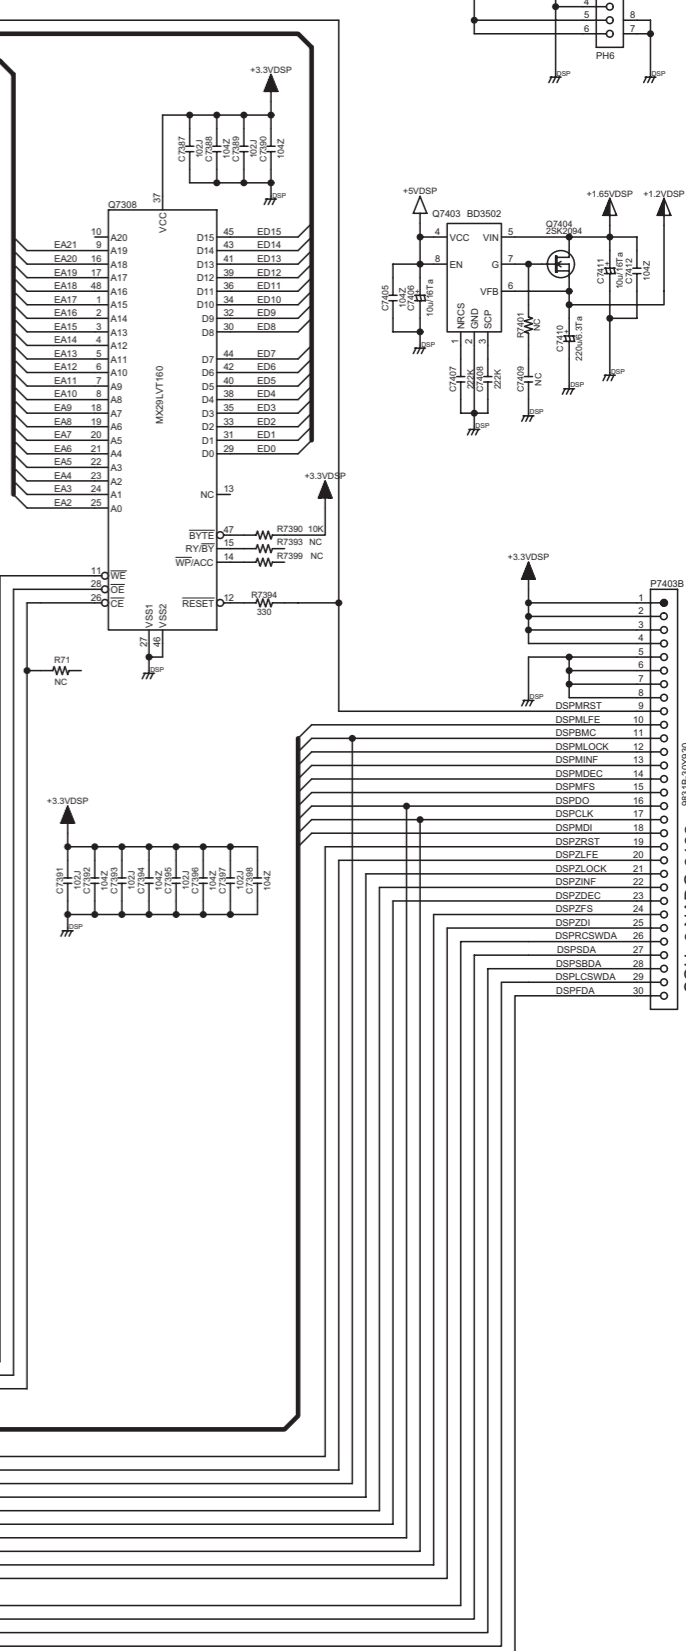 4
5
6
8
7
PH6
DSP
DSP
+3.3VDSP
C7387
102J
C7388
104Z
C7389
102J
C7390
104Z
DSP
Q7308
37
VCC
MX29LVT160
10 A20
EA21 9 A19
EA20 16 A18
EA19 17 A17
EA18 48 A16
EA17 1 A15
EA16 2 A14
EA15 3 A13
EA14 4 A12
EA13 5 A11
EA12 6 A10
EA11 7 A9
EA10 8 A8
EA9 18 A7
EA8 19 A6
EA7 20 A5
EA6 21 A4
EA5 22 A3
EA4 23 A2
EA3 24 A1
EA2 25 A0
D15 45 ED15
D14 43 ED14
D13 41 ED13
D12 39 ED12
D11 36 ED11
D10 34 ED10
D9 32 ED9
D8 30 ED8
D7 44 ED7
D6 42 ED6
D5 40 ED5
D4 38 ED4
D3 35 ED3
D2 33 ED2
D1 31 ED1
D0 29 ED0
NC 13
+3.3VDSP
BYTE 47 R7390 10K
RY/BY 15 R7393 NC
WP/ACC 14 R7399 NC
11 WE
28 OE
26 CE
RESET 12 R7394
330
VSS1
VSS2
27
46
DSP
R71
NC
+5VDSP
Q7403 BD3502
4 VCC
8 EN
VIN 5
G 7
VFB 6
NRCS
GND
SCP
1
2
3
C7405
104Z
C7406
10u/16Ta
DSP
C7407
222K
C7408
222K
DSP
R7401
NC
C7409
NC
DSP
Q7404
2SK2094
C7410
220u/6.3Ta
DSP
+1.65VDSP
+1.2VDSP
C7411
10u/16Ta
C7412
104Z
DSP
+3.3VDSP
P7403B
1
2
3
4
5
6
7
8
DSP
DSPMRST 9
DSPMLFE 10
DSPBMC 11
DSPMLOCK 12
DSPMINF 13
DSPMDEC 14
DSPMFS 15
DSPDO 16
DSPCLK 17
DSPMDI 18
DSPZRST 19
DSPZLFE 20
DSPZLOCK 21
DSPZINF 22
DSPZDEC 23
DSPZFS 24
DSPZDI 25
DSPRCSWDA 26
DSPSDA 27
DSPSBDA 28
DSPLCSWDA 29
DSPFDA 30
+3.3VDSP
C7391
102J
C7392
104Z
C7393
102J
C7394
104Z
C7395
102J
C7396
104Z
C7397
102J
C7398
104Z
DSP